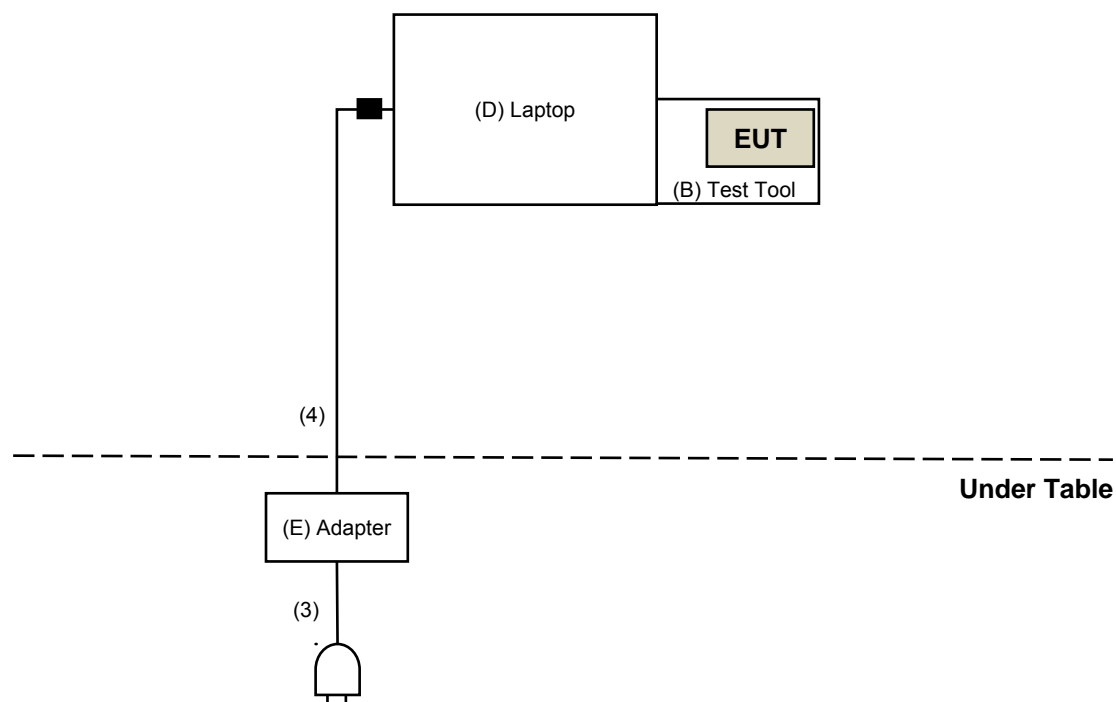 (D) Laptop
EUT
(B) Test Tool
(4)
Under Table
(E) Adapter
(3)